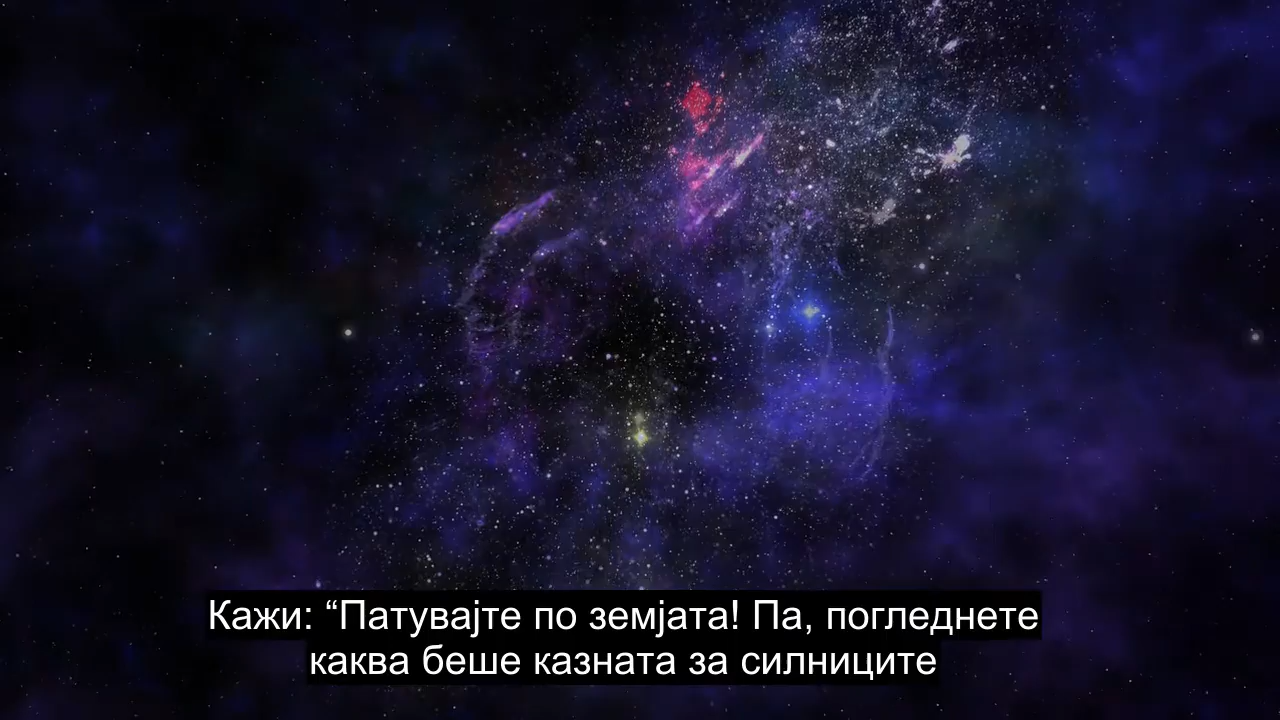 Кажи: “Патувајте по земјата! Па, погледнете
каква беше казната за силниците